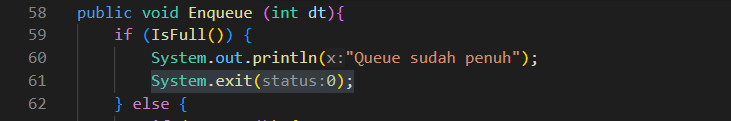 58 public void Enqueue (int dt){
59 if (IsFull()) {
60 System.out.println(x:"Queue sudah penuh");
61 System.exit(status:0);
62 } else {